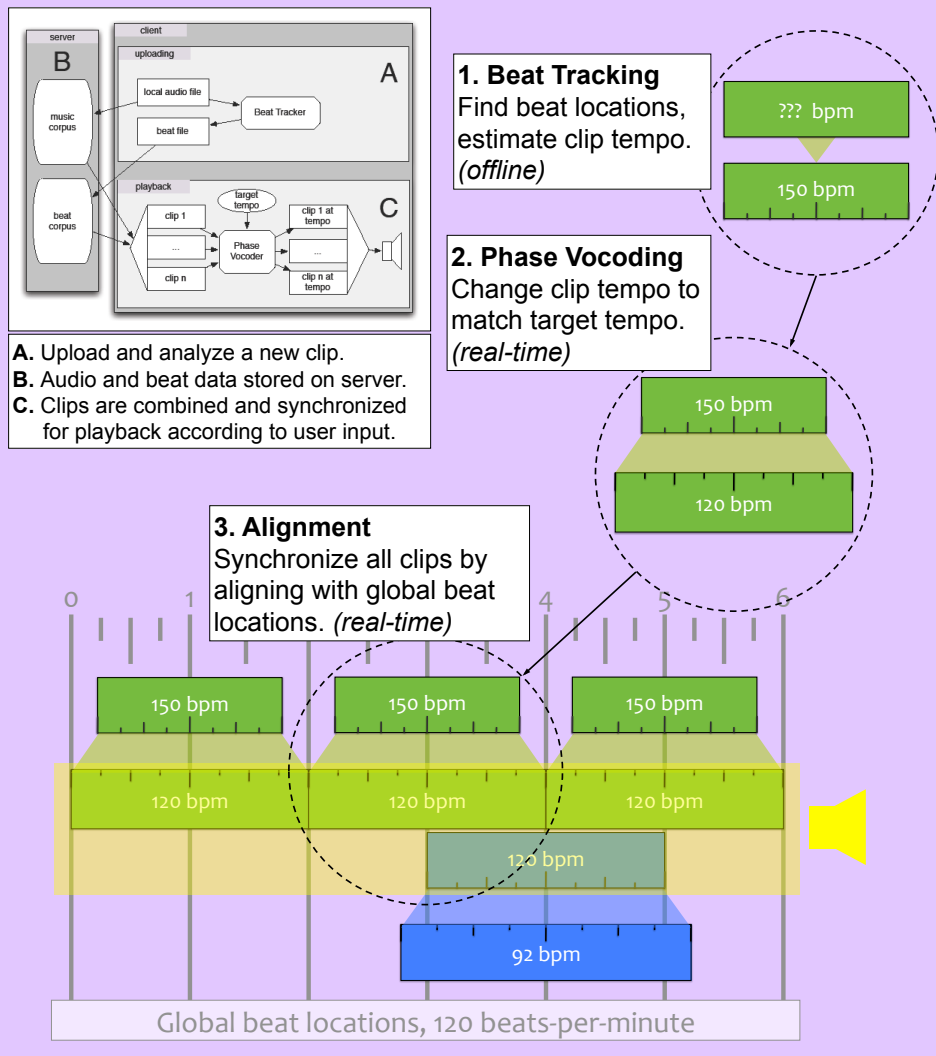 server
B
music
corpus
beat
corpus
client
uploading
A
local audio file
Beat Tracker
beat file
playback
C
target
tempo
clip 1
...
clip n
Phase
Vocoder
clip 1 at
tempo
...
clip n at
tempo
A. Upload and analyze a new clip.
B. Audio and beat data stored on server.
C. Clips are combined and synchronized
for playback according to user input.
1. Beat Tracking
Find beat locations,
estimate clip tempo.
(offline)
??? bpm
150 bpm
2. Phase Vocoding
Change clip tempo to
match target tempo.
(real-time)
150 bpm
120 bpm
3. Alignment
Synchronize all clips by
aligning with global beat
locations. (real-time)
0 1 4 5 6
150 bpm 150 bpm 150 bpm
120 bpm 120 bpm 120 bpm
120 bpm
92 bpm
Global beat locations, 120 beats-per-minute